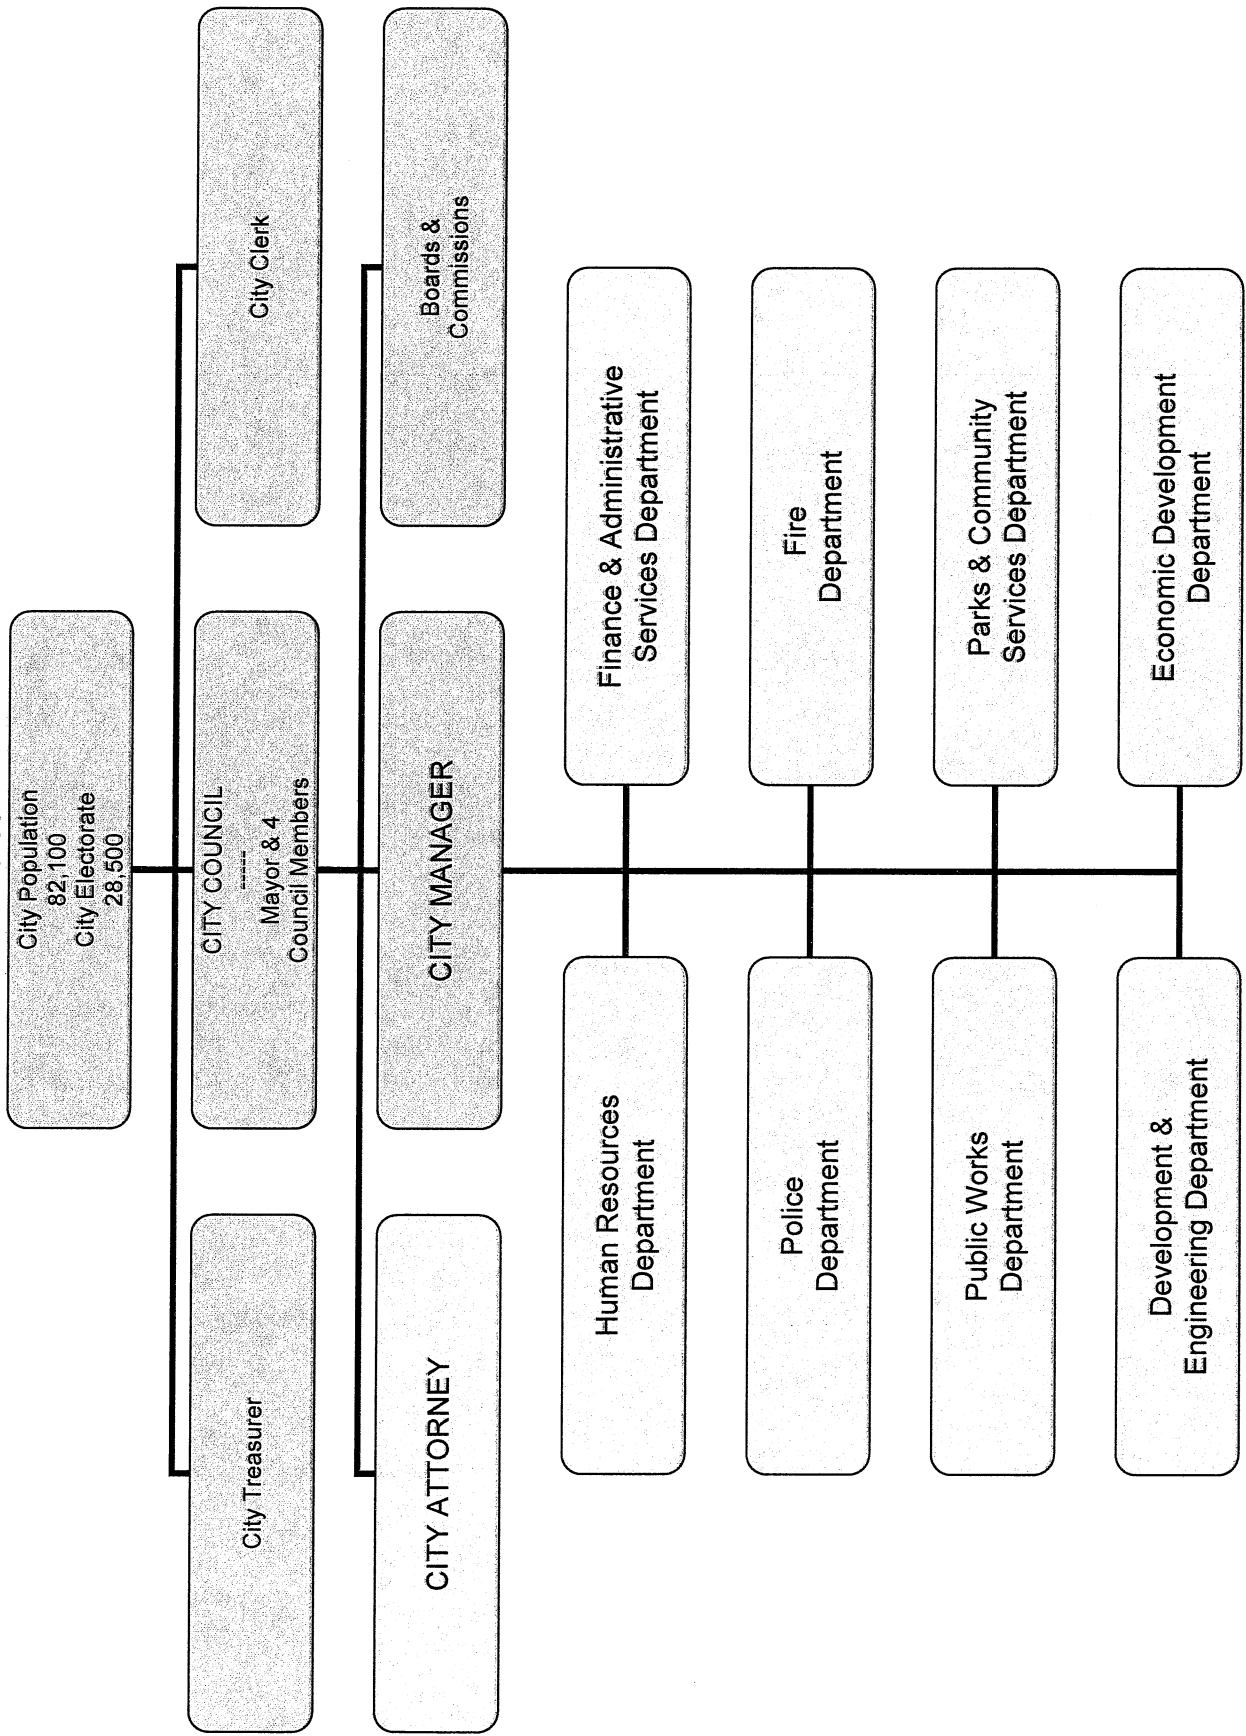 City Population
82,100
City Electorate
28,500
City Treasurer
CITY COUNCIL
-----
Mayor & 4
Council Members
City Clerk
CITY ATTORNEY
CITY MANAGER
Boards &
Commissions
Human Resources
Department
Finance & Administrative
Services Department
Police
Department
Fire
Department
Public Works
Department
Parks & Community
Services Department
Development &
Engineering Department
Economic Development
Department